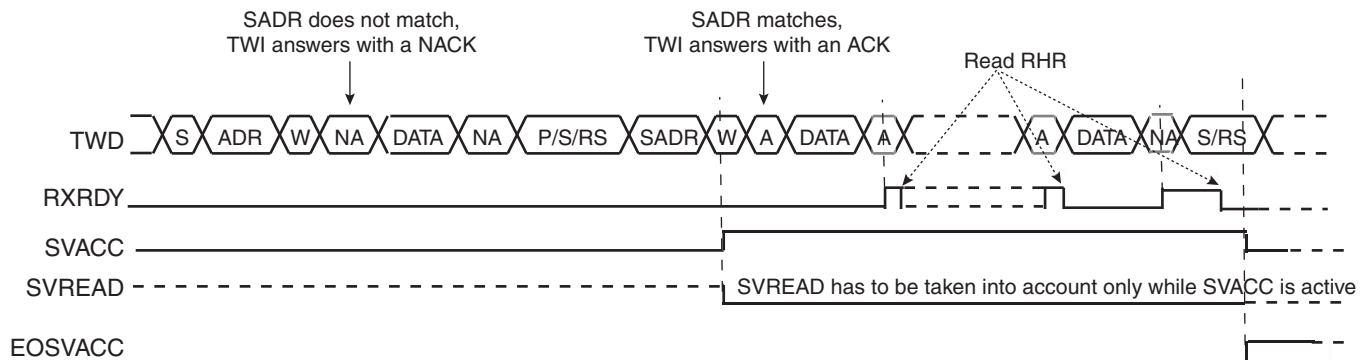 SADR does not match,
TWI answers with a NACK
SADR matches,
TWI answers with an ACK
Read RHR
TWD S ADR W NA DATA NA P/S/RS SADR W A DATA A A DATA NA S/RS
RXRDY
SVACC
SVREAD SVREAD has to be taken into account only while SVACC is active
EOSVACC